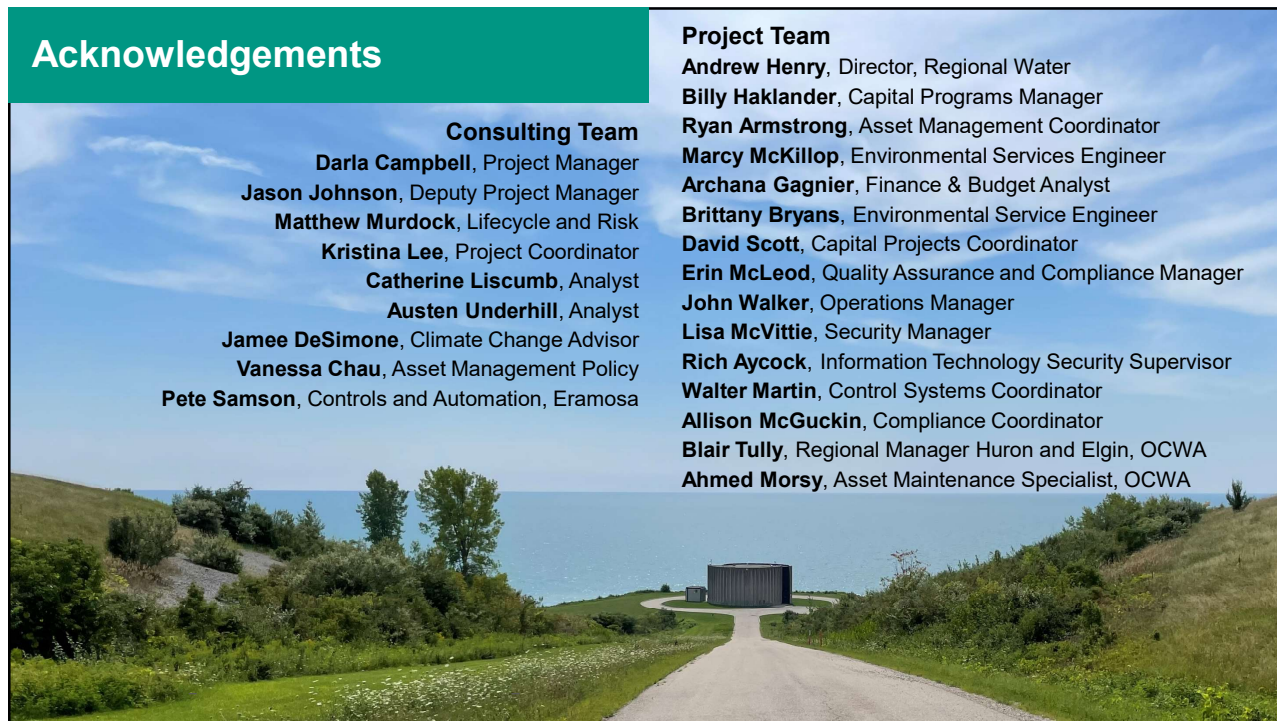 Acknowledgements
Consulting Team
Darla Campbell, Project Manager
Jason Johnson, Deputy Project Manager
Matthew Murdock, Lifecycle and Risk
Kristina Lee, Project Coordinator
Catherine Liscumb, Analyst
Austen Underhill, Analyst
Jamee DeSimone, Climate Change Advisor
Vanessa Chau, Asset Management Policy
Pete Samson, Controls and Automation, Eramosa
Project Team
Andrew Henry, Director, Regional Water
Billy Haklander, Capital Programs Manager
Ryan Armstrong, Asset Management Coordinator
Marcy McKillop, Environmental Services Engineer
Archana Gagnier, Finance & Budget Analyst
Brittany Bryans, Environmental Service Engineer
David Scott, Capital Projects Coordinator
Erin McLeod, Quality Assurance and Compliance Manager
John Walker, Operations Manager
Lisa McVittie, Security Manager
Rich Aycock, Information Technology Security Supervisor
Walter Martin, Control Systems Coordinator
Allison McGuckin, Compliance Coordinator
Blair Tully, Regional Manager Huron and Elgin, OCWA
Ahmed Morsy, Asset Maintenance Specialist, OCWA